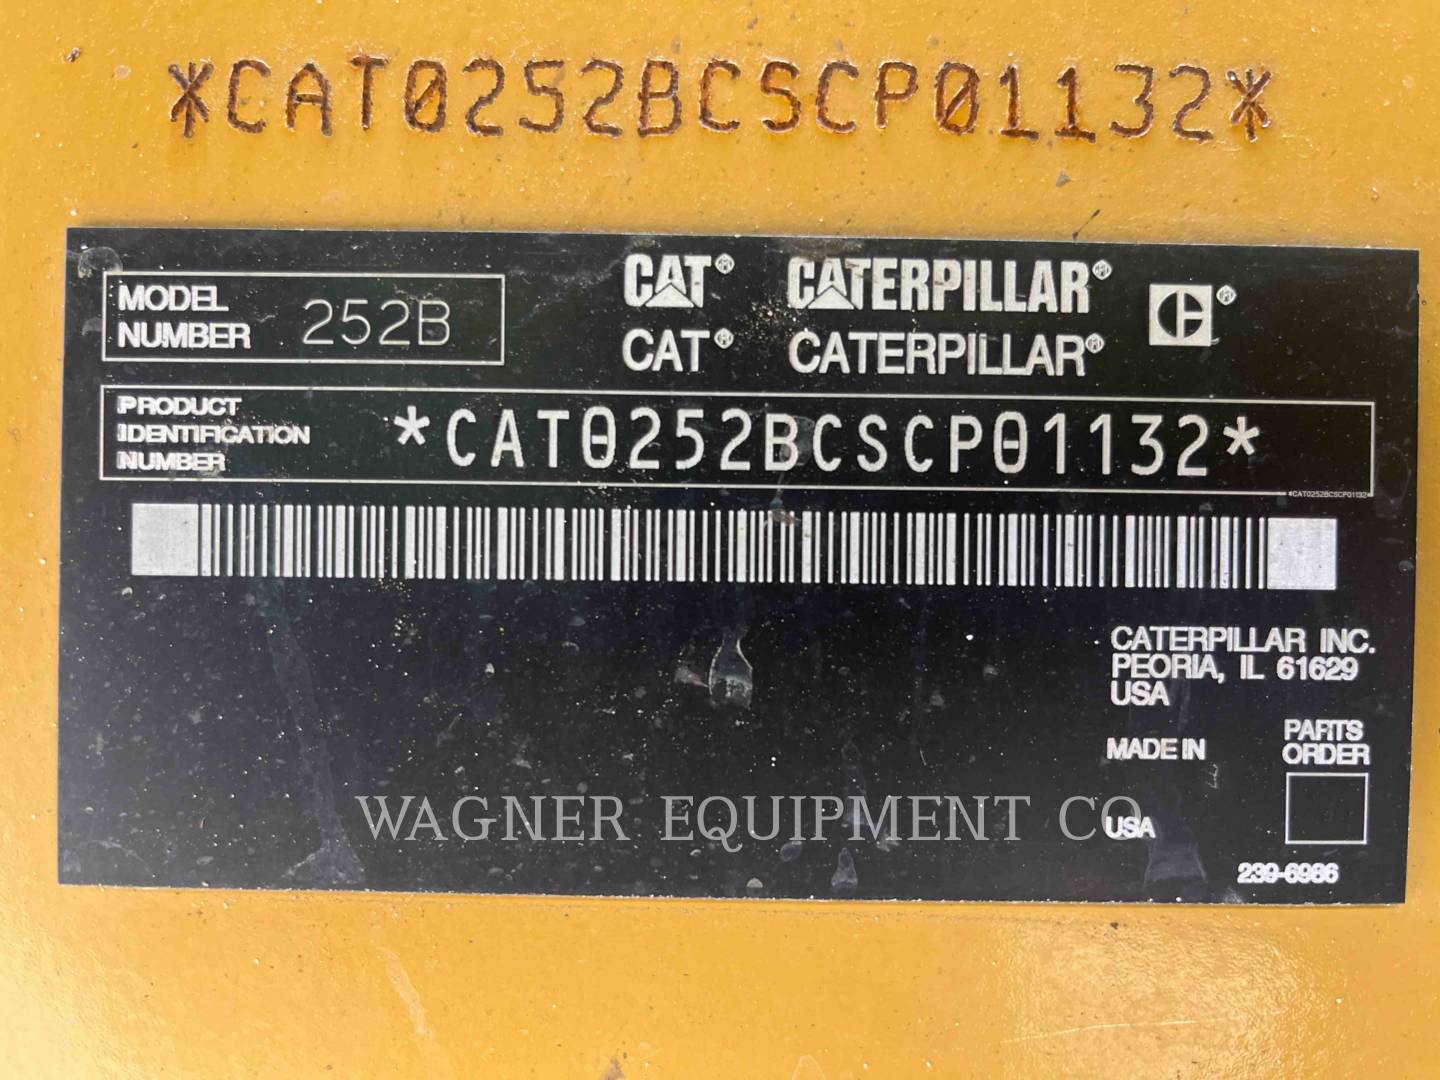 *CAT0252BCSCP01132*
MODEL
NUMBER 252B
CAT® CATERPILLAR® C®
CAT® CATERPILLAR®
PRODUCT
IDENTIFICATION
NUMBER
*CAT0252BCSCP01132*
*CAT0252BCSCP01132*
CATERPILLAR INC.
PEORIA, IL 61629
USA
MADE IN
USA
PARTS
ORDER
239-6986
WAGNER EQUIPMENT CO